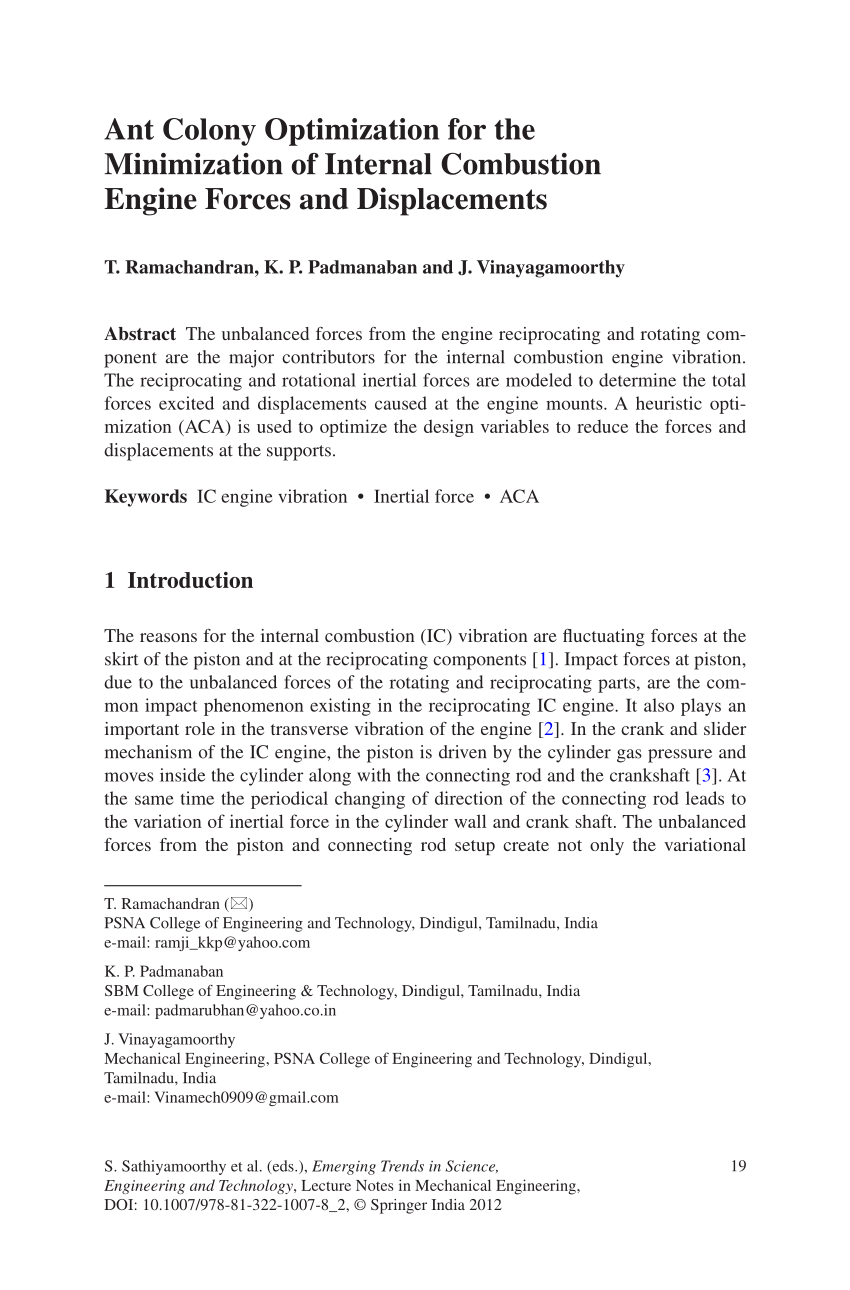 Ant Colony Optimization for the
Minimization of Internal Combustion
Engine Forces and Displacements
T. Ramachandran, K. P. Padmanaban and J. Vinayagamoorthy
Abstract The unbalanced forces from the engine reciprocating and rotating com-
ponent are the major contributors for the internal combustion engine vibration.
The reciprocating and rotational inertial forces are modeled to determine the total
forces excited and displacements caused at the engine mounts. A heuristic opti-
mization (ACA) is used to optimize the design variables to reduce the forces and
displacements at the supports.
Keywords IC engine vibration • Inertial force • ACA
1 Introduction
The reasons for the internal combustion (IC) vibration are fluctuating forces at the
skirt of the piston and at the reciprocating components [1]. Impact forces at piston,
due to the unbalanced forces of the rotating and reciprocating parts, are the com-
mon impact phenomenon existing in the reciprocating IC engine. It also plays an
important role in the transverse vibration of the engine [2]. In the crank and slider
mechanism of the IC engine, the piston is driven by the cylinder gas pressure and
moves inside the cylinder along with the connecting rod and the crankshaft [3]. At
the same time the periodical changing of direction of the connecting rod leads to
the variation of inertial force in the cylinder wall and crank shaft. The unbalanced
forces from the piston and connecting rod setup create not only the variational
T. Ramachandran (✉)
PSNA College of Engineering and Technology, Dindigul, Tamilnadu, India
e-mail: ramji_kkp@yahoo.com
K. P. Padmanaban
SBM College of Engineering & Technology, Dindigul, Tamilnadu, India
e-mail: padmarubhan@yahoo.co.in
J. Vinayagamoorthy
Mechanical Engineering, PSNA College of Engineering and Technology, Dindigul,
Tamilnadu, India
e-mail: Vinamech0909@gmail.com
S. Sathiyamoorthy et al. (eds.), Emerging Trends in Science, 19
Engineering and Technology, Lecture Notes in Mechanical Engineering,
DOI: 10.1007/978-81-322-1007-8_2, © Springer India 2012